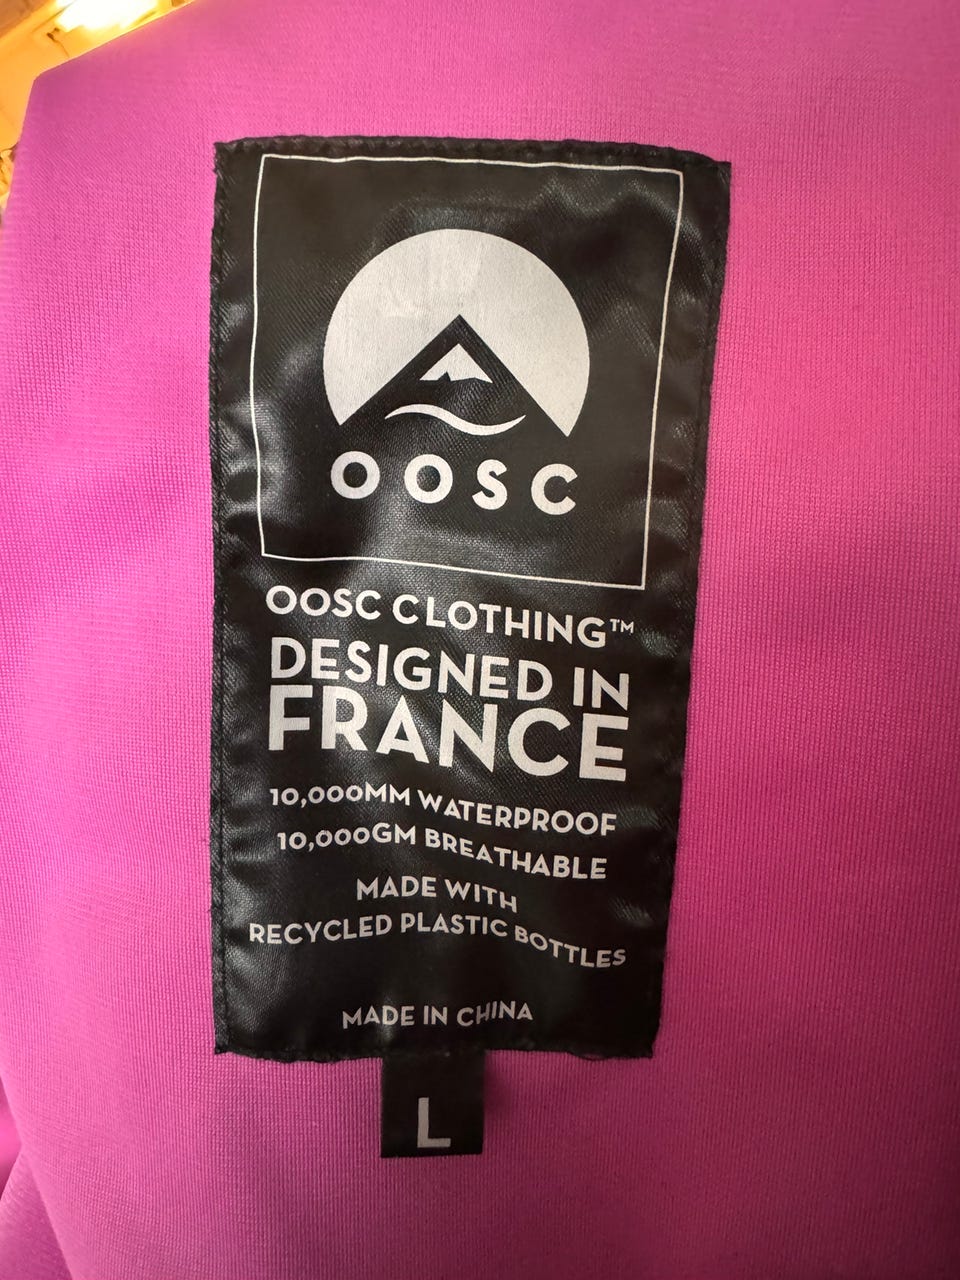 OOSC
OOSC CLOTHING™
DESIGNED IN
FRANCE
10,000MM WATERPROOF
10,000GM BREATHABLE
MADE WITH
RECYCLED PLASTIC BOTTLES
MADE IN CHINA
L